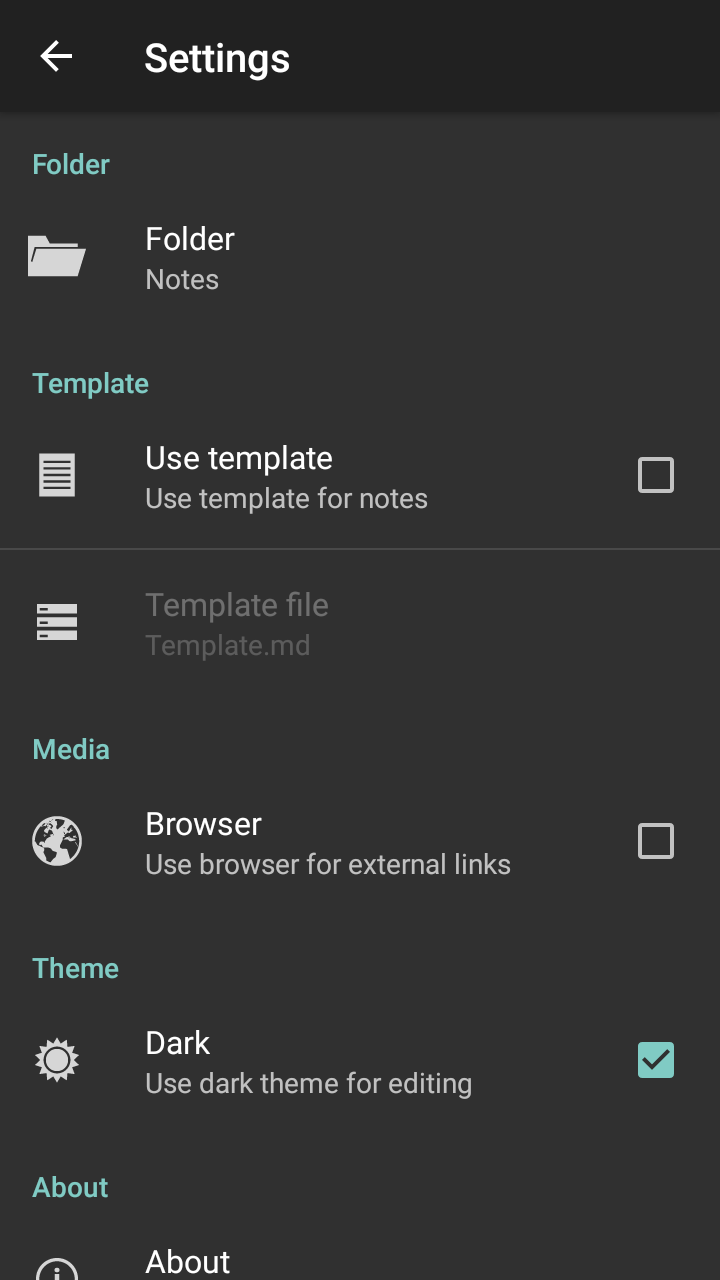 Settings
Folder
Folder
Notes
Template
Use template
Use template for notes
Template file
Template.md
Media
Browser
Use browser for external links
Theme
Dark
Use dark theme for editing
About
About